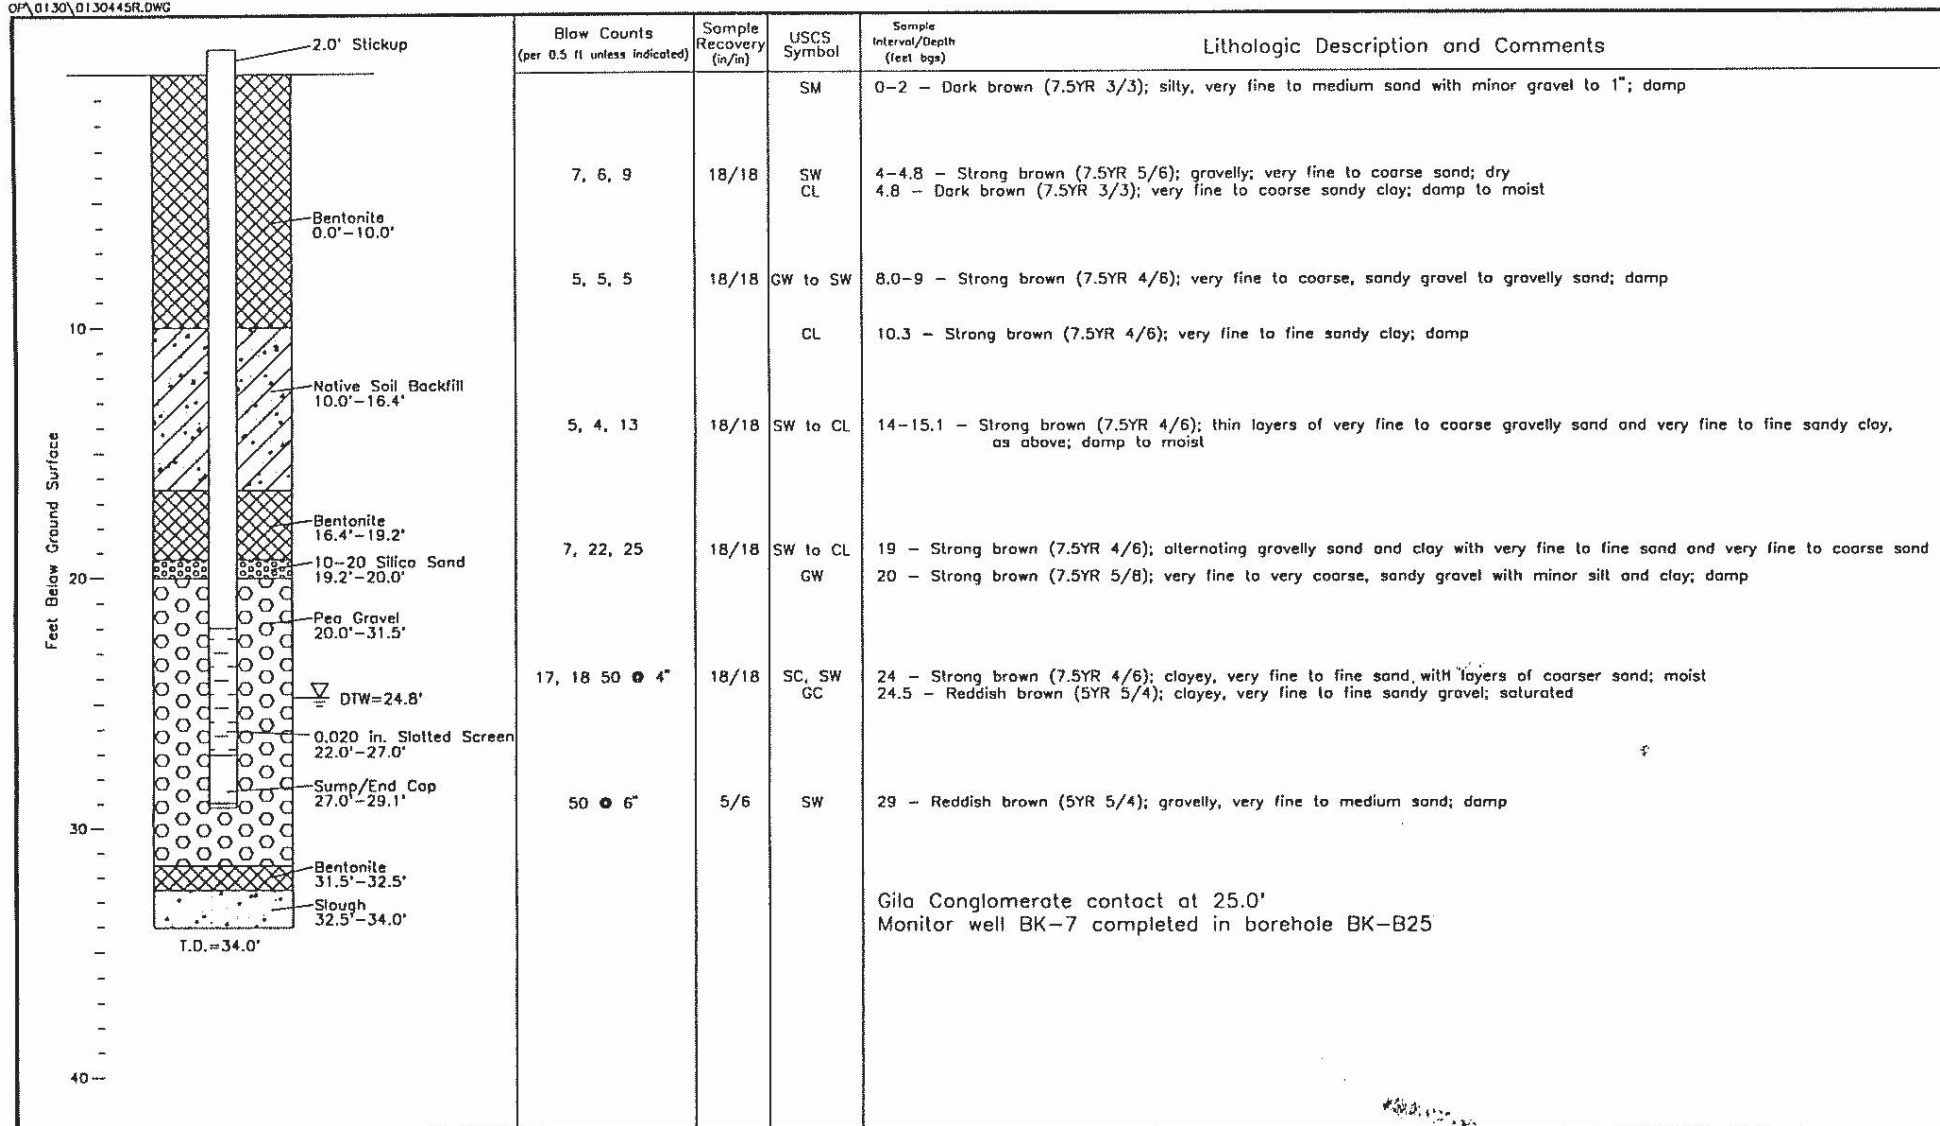 OP\0130\0130445R.DWG
2.0' Stickup
Blow Counts
(per 0.5 ft unless indicated)
Sample
Recovery
(in/in)
USCS
Symbol
Sample
Interval/Depth
(feet bgs)
Lithologic Description and Comments
SM 0-2 – Dark brown (7.5YR 3/3); silty, very fine to medium sand with minor gravel to 1"; damp
7, 6, 9 18/18 SW 4-4.8 – Strong brown (7.5YR 5/6); gravelly; very fine to coarse sand; dry
CL 4.8 – Dark brown (7.5YR 3/3); very fine to coarse sandy clay; damp to moist
Bentonite
0.0'-10.0'
5, 5, 5 18/18 GW to SW 8.0-9 – Strong brown (7.5YR 4/6); very fine to coarse, sandy gravel to gravelly sand; damp
10
CL 10.3 – Strong brown (7.5YR 4/6); very fine to fine sandy clay; damp
Native Soil Backfill
10.0'-16.4'
5, 4, 13 18/18 SW to CL 14-15.1 – Strong brown (7.5YR 4/6); thin layers of very fine to coarse gravelly sand and very fine to fine sandy clay,
as above; damp to moist
Feet Below Ground Surface
Bentonite
16.4'-19.2'
7, 22, 25 18/18 SW to CL 19 – Strong brown (7.5YR 4/6); alternating gravelly sand and clay with very fine to fine sand and very fine to coarse sand
10-20 Silica Sand
19.2'-20.0'
20
GW 20 – Strong brown (7.5YR 5/8); very fine to very coarse, sandy gravel with minor silt and clay; damp
Pea Gravel
20.0'-31.5'
17, 18 50 @ 4" 18/18 SC, SW 24 – Strong brown (7.5YR 4/6); clayey, very fine to fine sand, with layers of coarser sand; moist
GC 24.5 – Reddish brown (5YR 5/4); clayey, very fine to fine sandy gravel; saturated
DTW=24.8'
0.020 in. Slotted Screen
22.0'-27.0'
Sump/End Cap
27.0'-29.1'
50 @ 6" 5/6 SW 29 – Reddish brown (5YR 5/4); gravelly, very fine to medium sand; damp
30
Bentonite
31.5'-32.5'
Slough
32.5'-34.0'
Gila Conglomerate contact at 25.0'
Monitor well BK-7 completed in borehole BK-B25
T.D.=34.0'
40